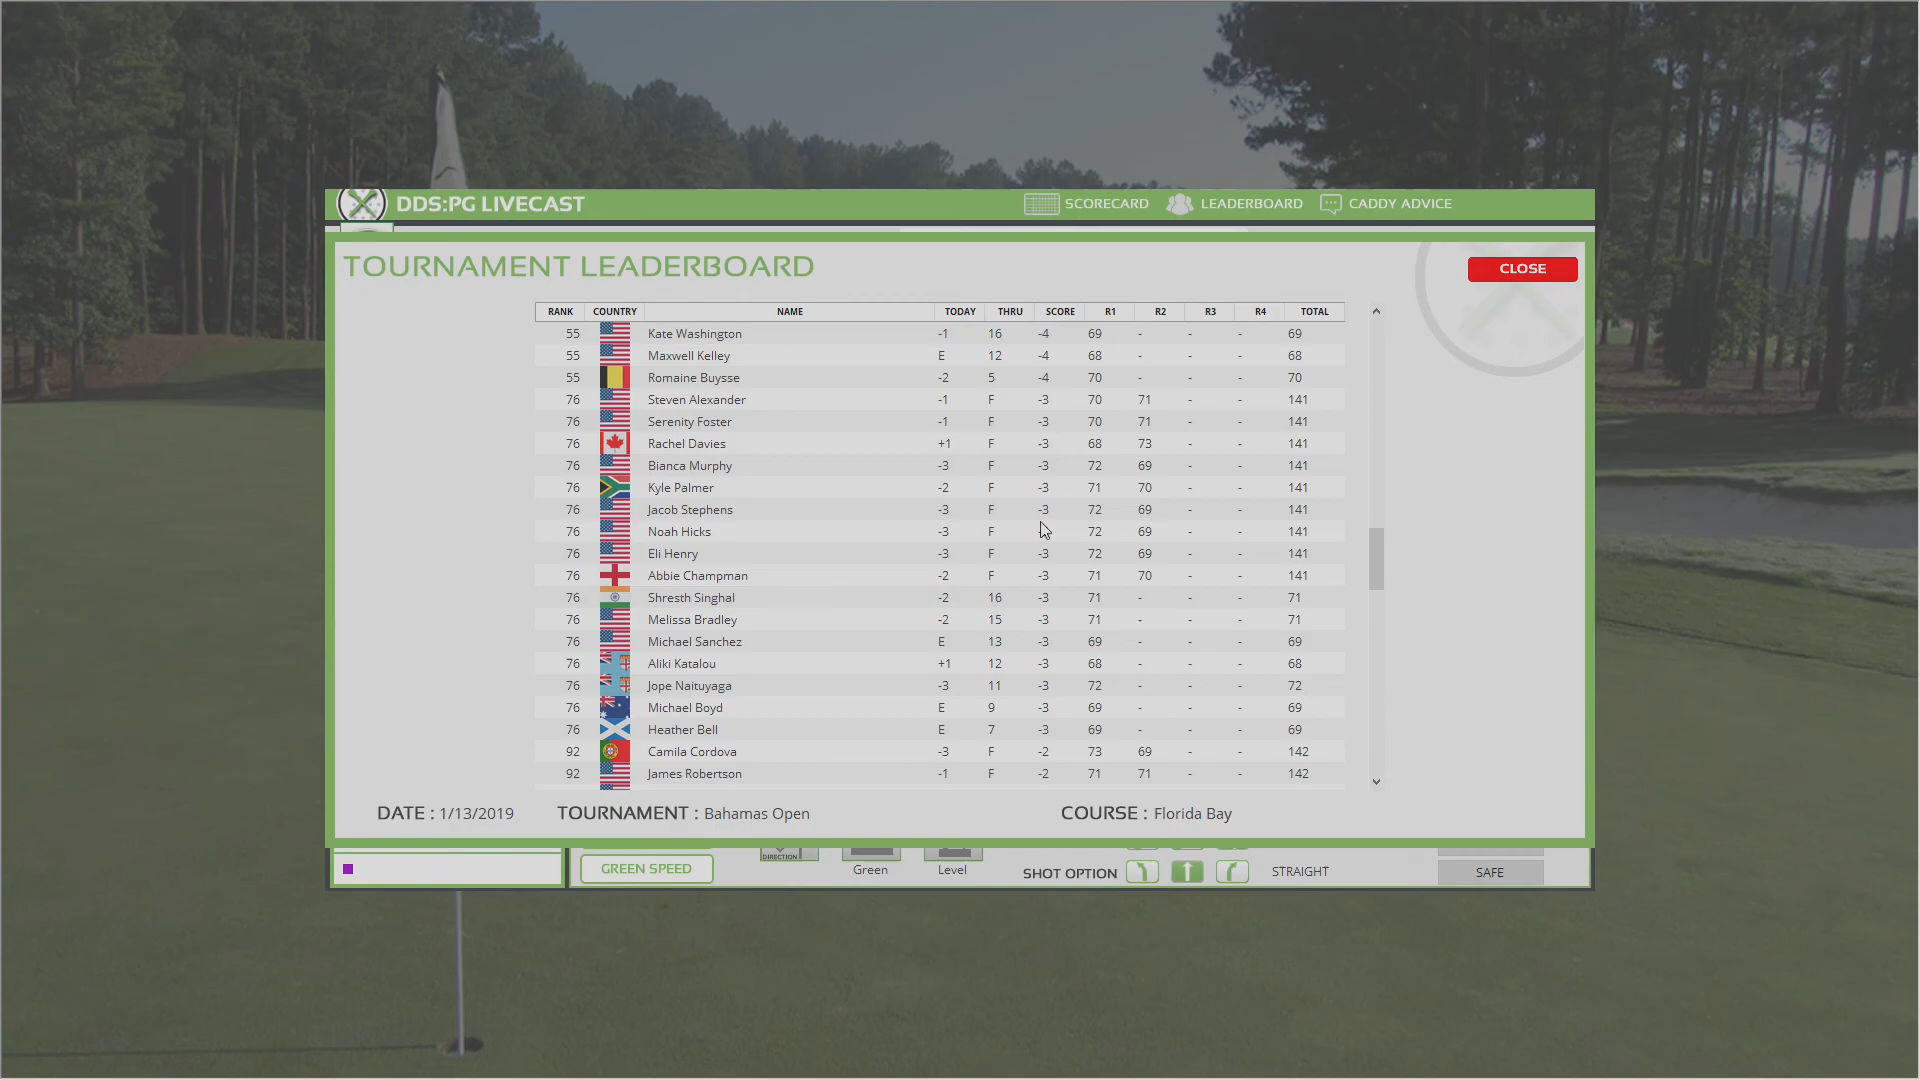 DDS:PG LIVECAST SCORECARD LEADERBOARD CADDY ADVICE
TOURNAMENT LEADERBOARD CLOSE
RANK COUNTRY NAME TODAY THRU SCORE R1 R2 R3 R4 TOTAL
55 Kate Washington -1 16 -4 69 - - - 69
55 Maxwell Kelley E 12 -4 68 - - - 68
55 Romaine Buysse -2 5 -4 70 - - - 70
76 Steven Alexander -1 F -3 70 71 - - 141
76 Serenity Foster -1 F -3 70 71 - - 141
76 Rachel Davies +1 F -3 68 73 - - 141
76 Bianca Murphy -3 F -3 72 69 - - 141
76 Kyle Palmer -2 F -3 71 70 - - 141
76 Jacob Stephens -3 F -3 72 69 - - 141
76 Noah Hicks -3 F -3 72 69 - - 141
76 Eli Henry -3 F -3 72 69 - - 141
76 Abbie Champman -2 F -3 71 70 - - 141
76 Shresth Singhal -2 16 -3 71 - - - 71
76 Melissa Bradley -2 15 -3 71 - - - 71
76 Michael Sanchez E 13 -3 69 - - - 69
76 Aliki Katalou +1 12 -3 68 - - - 68
76 Jope Naituyaga -3 11 -3 72 - - - 72
76 Michael Boyd E 9 -3 69 - - - 69
76 Heather Bell E 7 -3 69 - - - 69
92 Camila Cordova -3 F -2 73 69 - - 142
92 James Robertson -1 F -2 71 71 - - 142
DATE : 1/13/2019 TOURNAMENT : Bahamas Open COURSE : Florida Bay
DIRECTION
GREEN SPEED Green Level SHOT OPTION STRAIGHT SAFE